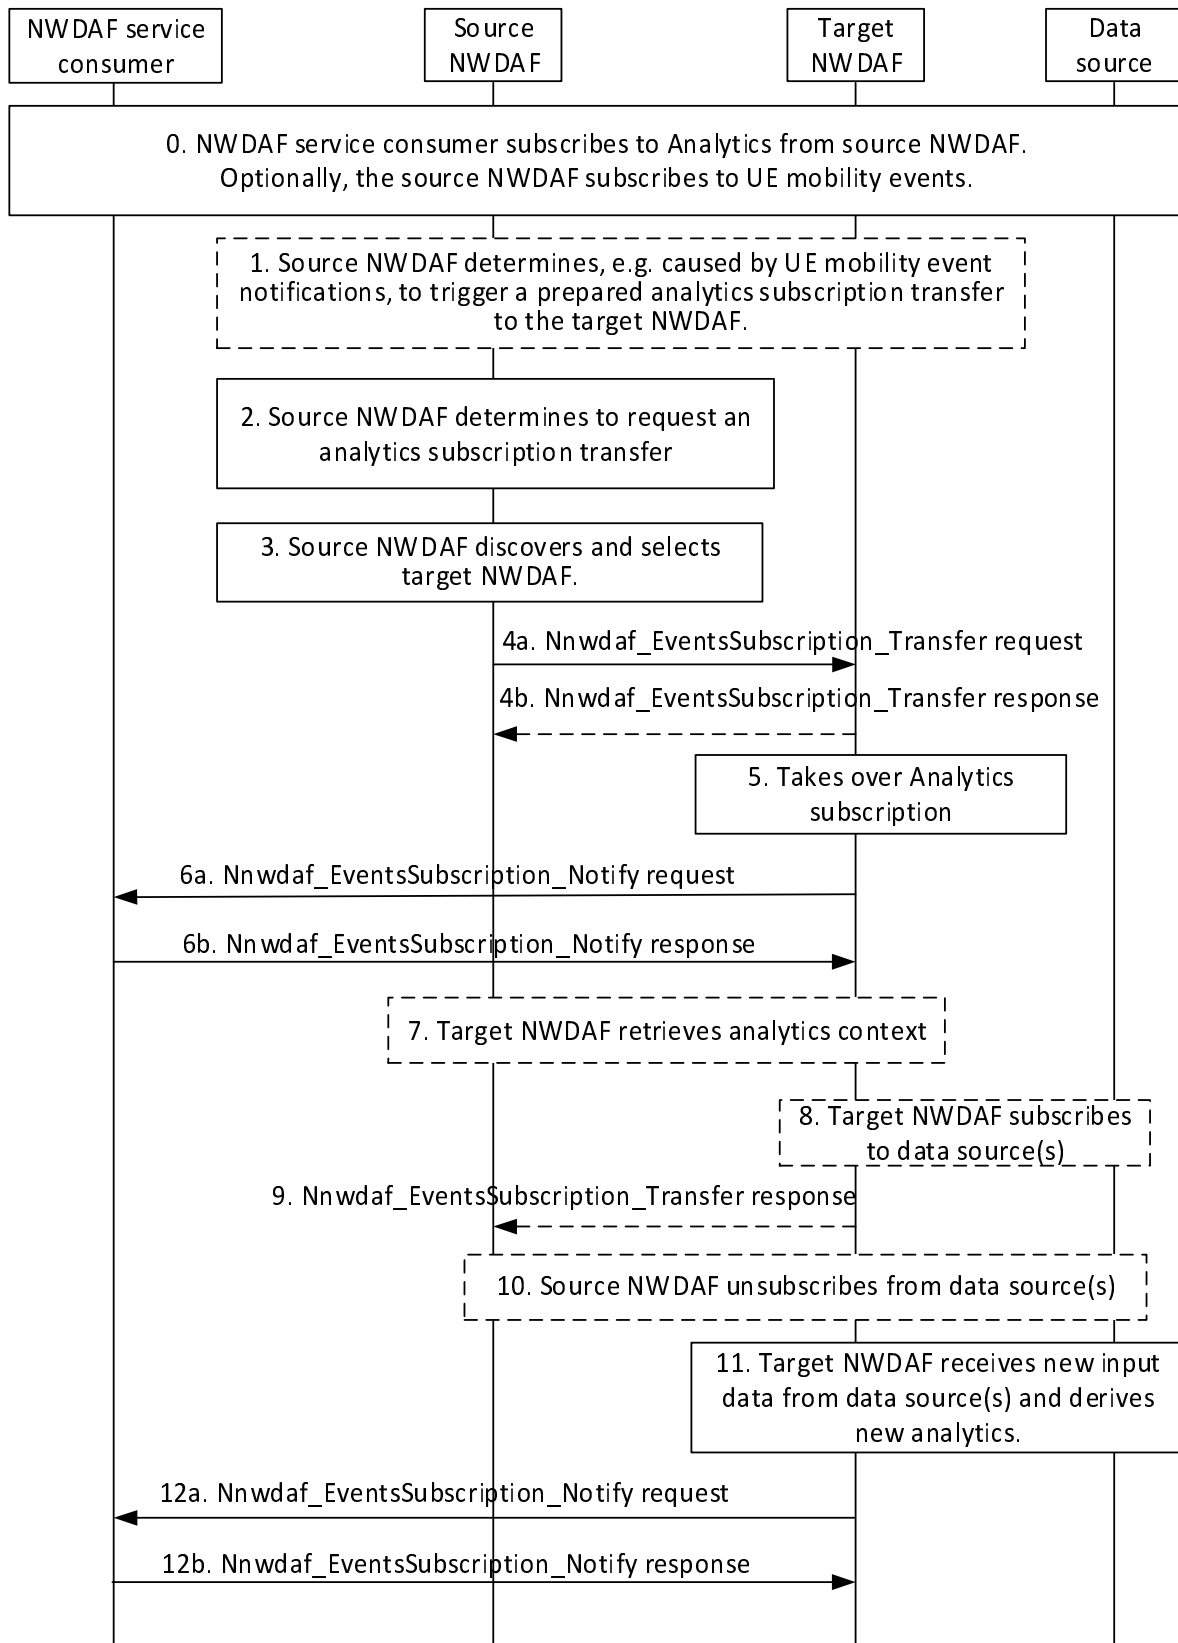 NWDAF service
consumer
Source
NWDAF
Target
NWDAF
Data
source
0. NWDAF service consumer subscribes to Analytics from source NWDAF.
Optionally, the source NWDAF subscribes to UE mobility events.
1. Source NWDAF determines, e.g. caused by UE mobility event
notifications, to trigger a prepared analytics subscription transfer
to the target NWDAF.
2. Source NWDAF determines to request an
analytics subscription transfer
3. Source NWDAF discovers and selects
target NWDAF.
4a. Nnwdaf_EventsSubscription_Transfer request
4b. Nnwdaf_EventsSubscription_Transfer response
5. Takes over Analytics
subscription
6a. Nnwdaf_EventsSubscription_Notify request
6b. Nnwdaf_EventsSubscription_Notify response
7. Target NWDAF retrieves analytics context
8. Target NWDAF subscribes
to data source(s)
9. Nnwdaf_EventsSubscription_Transfer response
10. Source NWDAF unsubscribes from data source(s)
11. Target NWDAF receives new input
data from data source(s) and derives
new analytics.
12a. Nnwdaf_EventsSubscription_Notify request
12b. Nnwdaf_EventsSubscription_Notify response